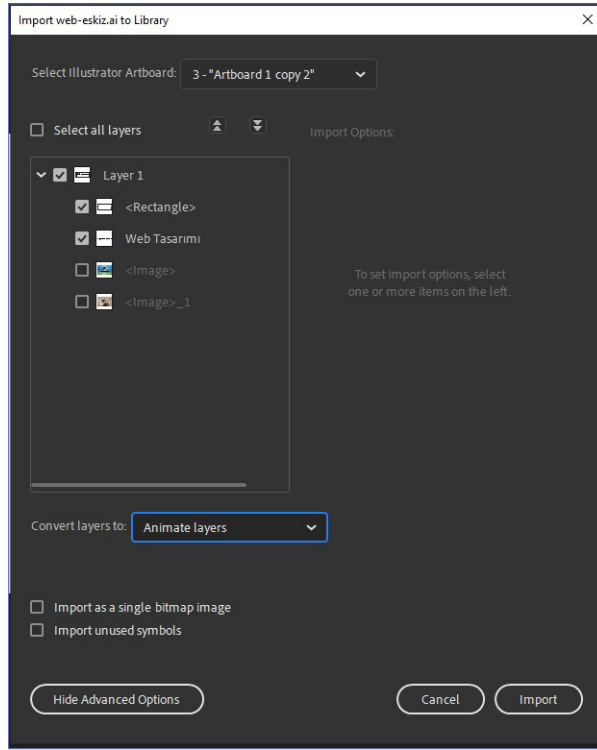 Import web-eskiz.ai to Library
Select Illustrator Artboard: 3 - "Artboard 1 copy 2"
Select all layers
Import Options:
Layer 1
<Rectangle>
Web Tasarımı
<Image>
<Image>_1
To set import options, select
one or more items on the left.
Convert layers to: Animate layers
Import as a single bitmap image
Import unused symbols
Hide Advanced Options
Cancel
Import